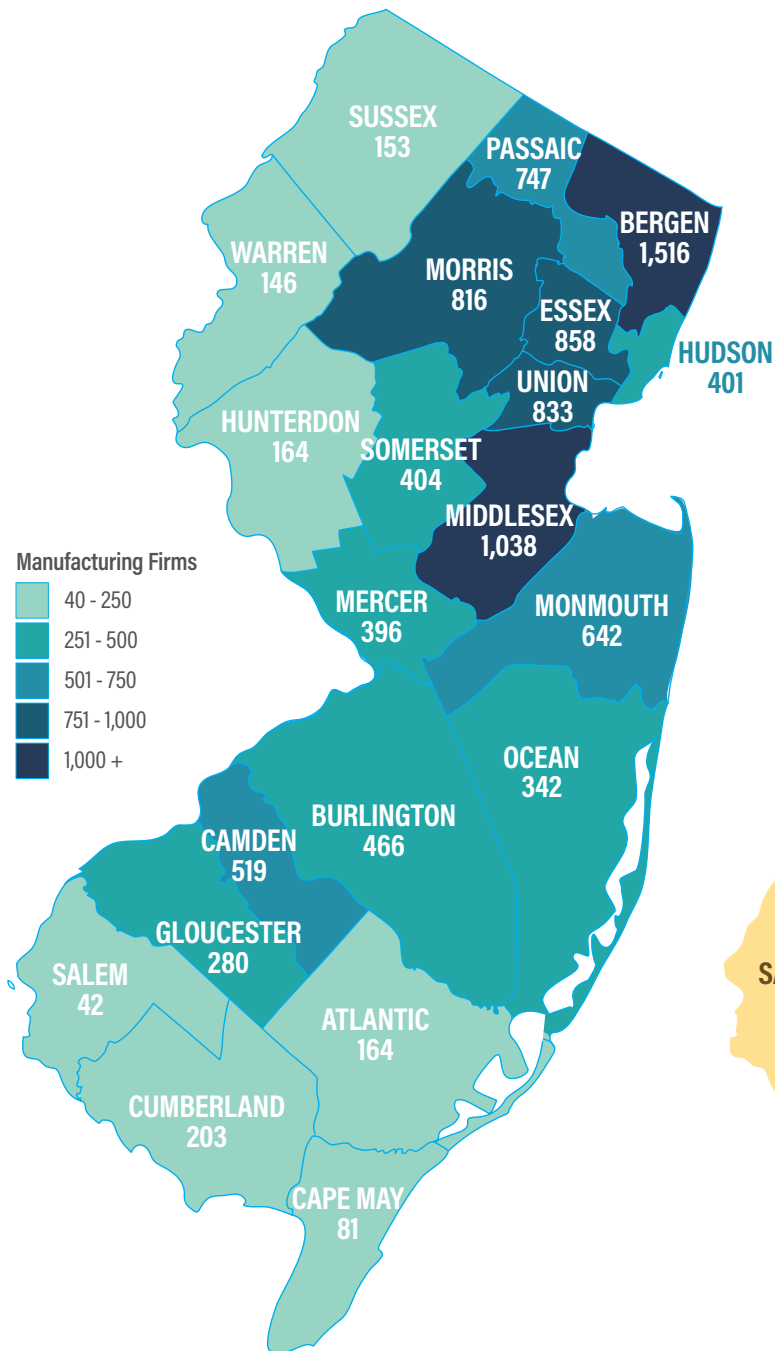 SUSSEX
153
PASSAIC
747
BERGEN
1,516
WARREN
146
MORRIS
816
ESSEX
858
HUDSON
401
UNION
833
HUNTERDON
164
SOMERSET
404
MIDDLESEX
1,038
Manufacturing Firms
40 - 250
251 - 500
501 - 750
751 - 1,000
1,000 +
MERCER
396
MONMOUTH
642
OCEAN
342
BURLINGTON
466
CAMDEN
519
GLOUCESTER
280
SALEM
42
ATLANTIC
164
CUMBERLAND
203
CAPE MAY
81